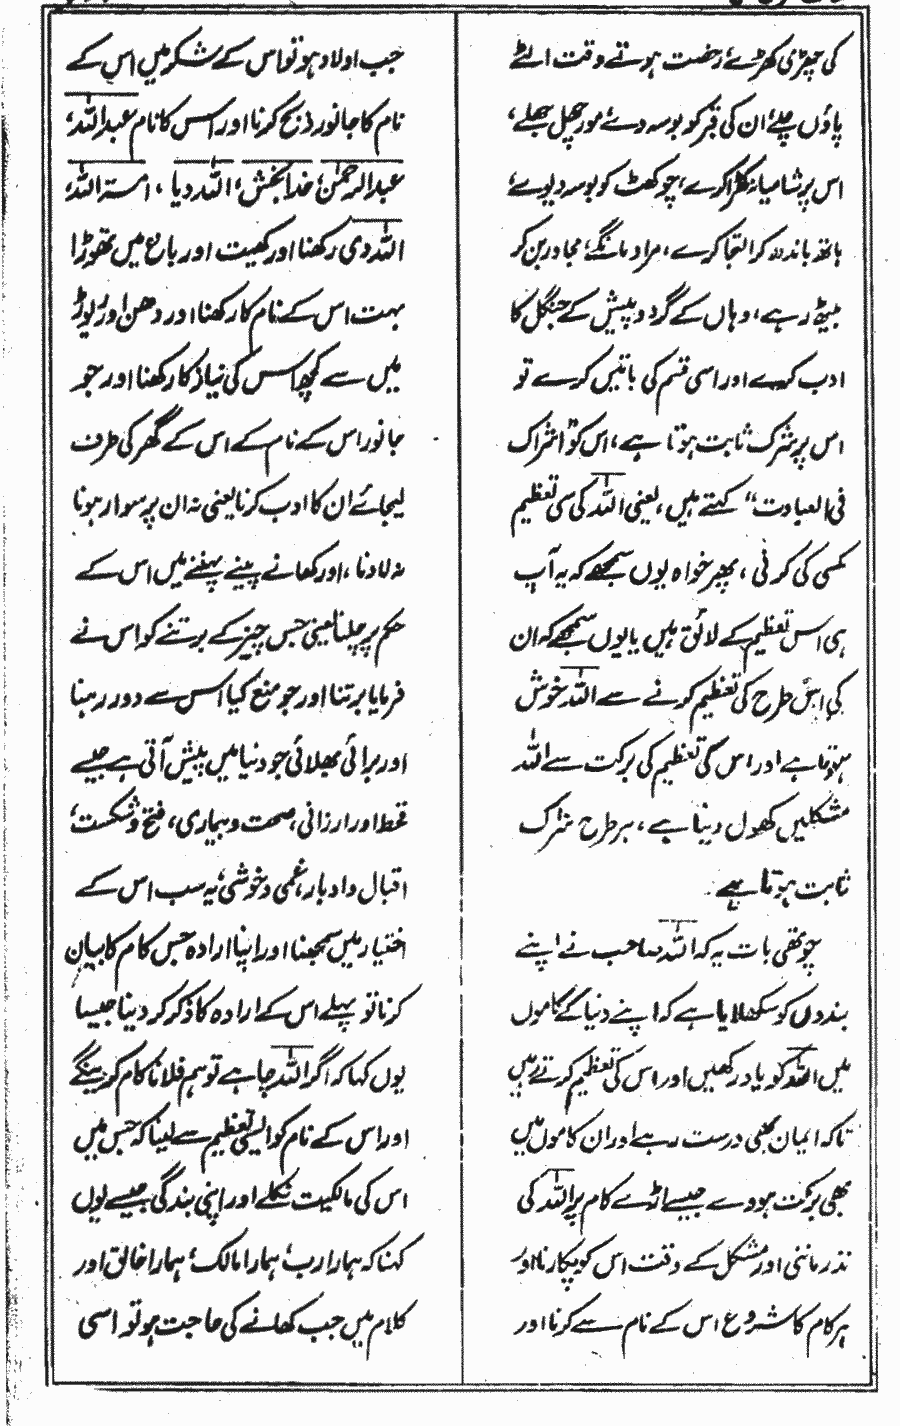 کی چھڑی کھڑے، رخصت ہوتے وقت الٹے
پاؤں چلے، ان کی قبر کو بوسہ دے، مورچھل جھلے،
اس پر شامیانہ کھڑا کرے، چوکھٹ کو بوسہ دیوے،
ہاتھ باندھ کر التجا کرے، مراد مانگے، مجاور بن کر
بیٹھ رہے، وہاں کے گرد و پیش کے جنگل کا
ادب کرے اور اسی قسم کی باتیں کرے تو
اس پر شرک ثابت ہوتا ہے، اس کو "اشراک
فی العبادت" کہتے ہیں، یعنی اللہ کی سی تعظیم
کسی کی کرنی، پھر خواہ یوں سمجھے کہ یہ آپ
ہی اس تعظیم کے لائق ہیں یا یوں سمجھے کہ ان
کی اس طرح کی تعظیم کرنے سے اللہ خوش
ہوتا ہے اور اس کی تعظیم کی برکت سے اللہ
مشکلیں کھول دیتا ہے، ہر طرح شرک
ثابت ہوتا ہے
چوتھی بات یہ کہ اللہ صاحب نے اپنے
بندوں کو سکھلایا ہے کہ اپنے دنیا کے کاموں
میں اللہ کو یاد رکھیں اور اس کی تعظیم کرتے رہیں
تاکہ ایمان بھی درست رہے اور ان کاموں میں
بھی برکت ہووے جیسے اڑے کام پر اللہ کی
نذر ماننی اور مشکل کے وقت اس کو پکارنا اور
ہر کام کا شروع اس کے نام سے کرنا اور
جب اولاد ہو تو اس کے شکر میں اس کے
نام کا جانور ذبح کرنا اور اس کا نام عبداللہ،
عبدالرحمٰن، خدا بخش، اللہ دیا، امۃ اللہ،
اللہ دی رکھنا اور کھیت اور باغ میں تھوڑا
بہت اس کے نام کا رکھنا اور دھن اور ریوڑ
میں سے کچھ اس کی نیاز کا رکھنا اور جو
جانور اس کے نام کے اس کے گھر کی طرف
لیجائے ان کا ادب کرنا یعنی نہ ان پر سوار ہونا
نہ لادنا، اور کھانے پینے پہننے میں اس کے
حکم پر چلنا یعنی جس چیز کے برتنے کو اس نے
فرمایا برتنا اور جو منع کیا اس سے دور رہنا
اور برائی بھلائی جو دنیا میں پیش آتی ہے جیسے
قحط اور ارزانی، صحت و بیماری، فتح و شکست،
اقبال و ادبار، غمی و خوشی، یہ سب اس کے
اختیار میں سمجھنا اور اپنا ارادہ جس کام کا بیان
کرنا تو پہلے اس کے ارادہ کا ذکر کر دینا جیسا
یوں کہا کہ اگر اللہ چاہے تو ہم فلانا کام کرینگے
اور اس کے نام کو ایسی تعظیم سے لینا کہ جس میں
اس کی مالکیت نکلے اور اپنی بندگی جیسے یوں
کہنا کہ ہمارا رب، ہمارا مالک، ہمارا خالق اور
کلام میں جب کھانے کی حاجت ہو تو اسی